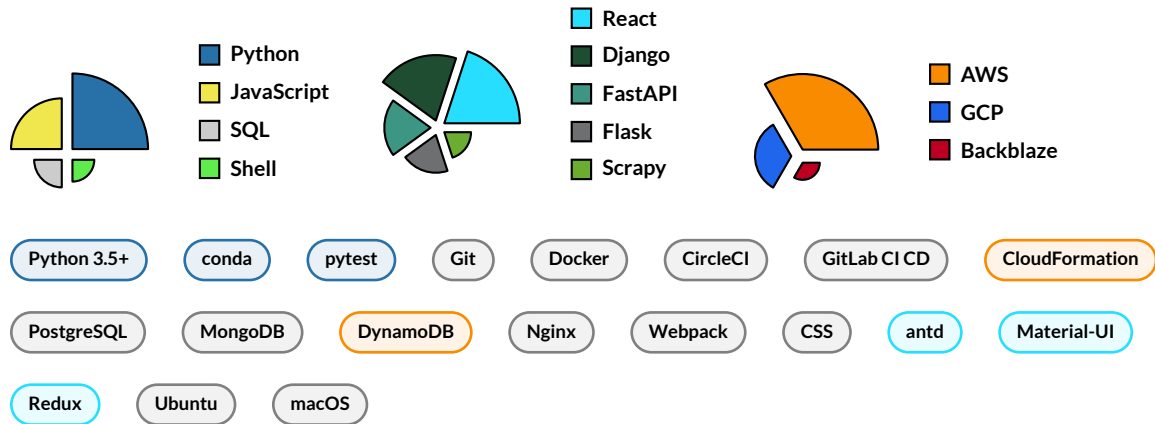 Python
JavaScript
SQL
Shell
React
Django
FastAPI
Flask
Scrapy
AWS
GCP
Backblaze
Python 3.5+ conda pytest Git Docker CircleCI GitLab CI CD CloudFormation
PostgreSQL MongoDB DynamoDB Nginx Webpack CSS antd Material-UI
Redux Ubuntu macOS